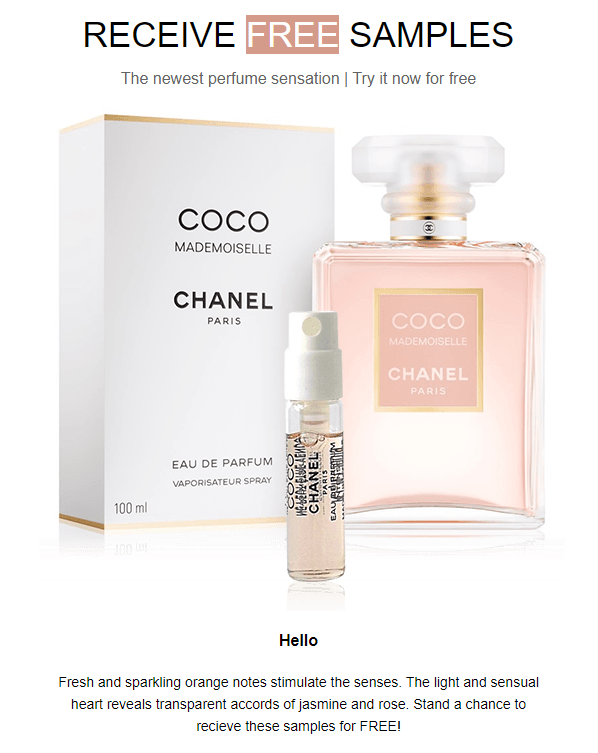 RECEIVE FREE SAMPLES
The newest perfume sensation | Try it now for free
COCO
MADEMOISELLE
CHANEL
PARIS
EAU DE PARFUM
VAPORISATEUR SPRAY
100 ml
COCO
MADEMOISELLE
CHANEL
PARIS
COCO
CHANEL
PARIS
EAU DE PARFUM
Hello
Fresh and sparkling orange notes stimulate the senses. The light and sensual
heart reveals transparent accords of jasmine and rose. Stand a chance to
recieve these samples for FREE!